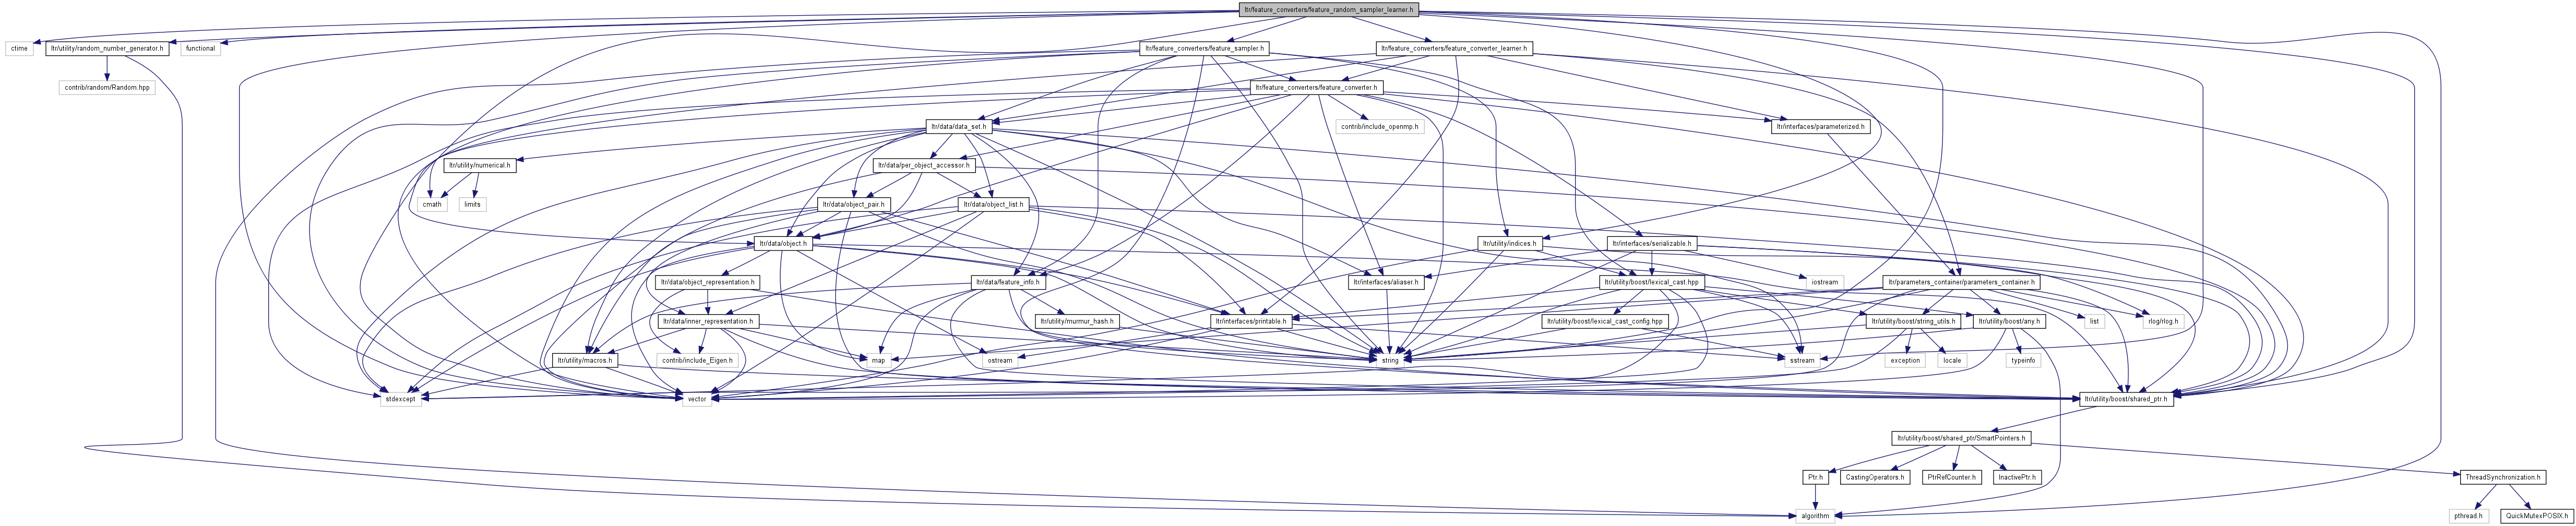 ltr/feature_converters/feature_random_sampler_learner.h
ctime
ltr/utility/random_number_generator.h
functional
ltr/feature_converters/feature_sampler.h
ltr/feature_converters/feature_converter_learner.h
contrib/random/Random.hpp
ltr/feature_converters/feature_converter.h
ltr/data/data_set.h
contrib/include_openmp.h
ltr/interfaces/parameterized.h
ltr/utility/numerical.h
ltr/data/per_object_accessor.h
cmath
limits
ltr/data/object_pair.h
ltr/data/object_list.h
ltr/data/object.h
ltr/utility/indices.h
ltr/interfaces/serializable.h
ltr/data/object_representation.h
ltr/data/feature_info.h
ltr/interfaces/aliaser.h
ltr/utility/boost/lexical_cast.hpp
iostream
ltr/parameters_container/parameters_container.h
ltr/data/inner_representation.h
ltr/utility/murmur_hash.h
ltr/interfaces/printable.h
ltr/utility/boost/lexical_cast_config.hpp
ltr/utility/boost/string_utils.h
ltr/utility/boost/any.h
list
rlog/rlog.h
ltr/utility/macros.h
contrib/include_Eigen.h
map
ostream
string
sstream
exception
locale
typeinfo
stdexcept
vector
ltr/utility/boost/shared_ptr.h
ltr/utility/boost/shared_ptr/SmartPointers.h
Ptr.h
CastingOperators.h
PtrRefCounter.h
InactivePtr.h
ThreadSynchronization.h
algorithm
pthread.h
QuickMutexPOSIX.h